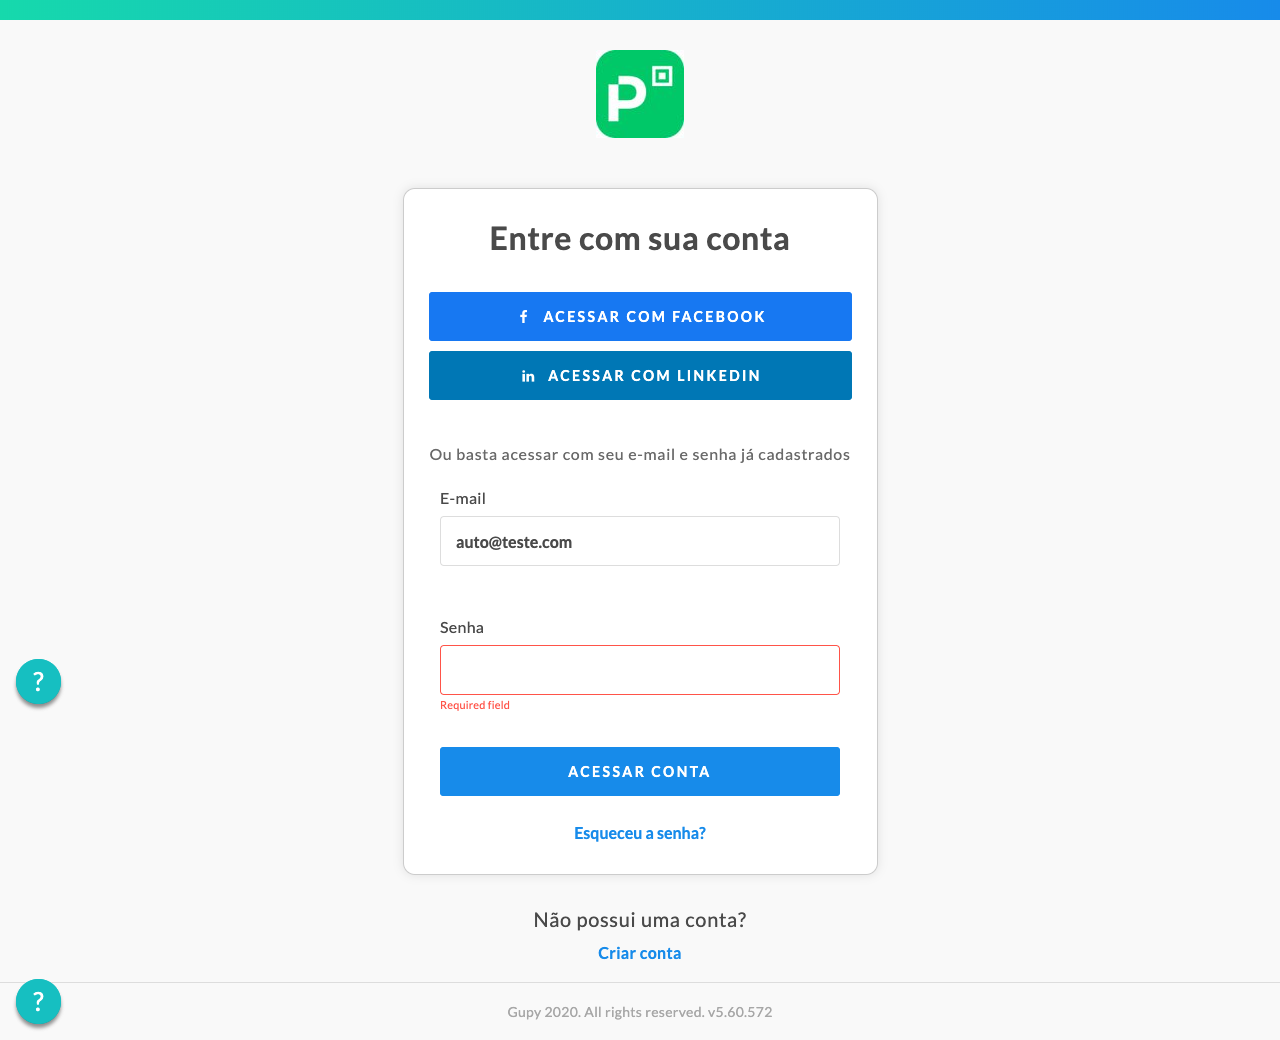 P
Entre com sua conta
f ACESSAR COM FACEBOOK
in ACESSAR COM LINKEDIN
Ou basta acessar com seu e-mail e senha já cadastrados
E-mail
auto@teste.com
Senha
?
Required field
ACESSAR CONTA
Esqueceu a senha?
Não possui uma conta?
Criar conta
?
Gupy 2020. All rights reserved. v5.60.572